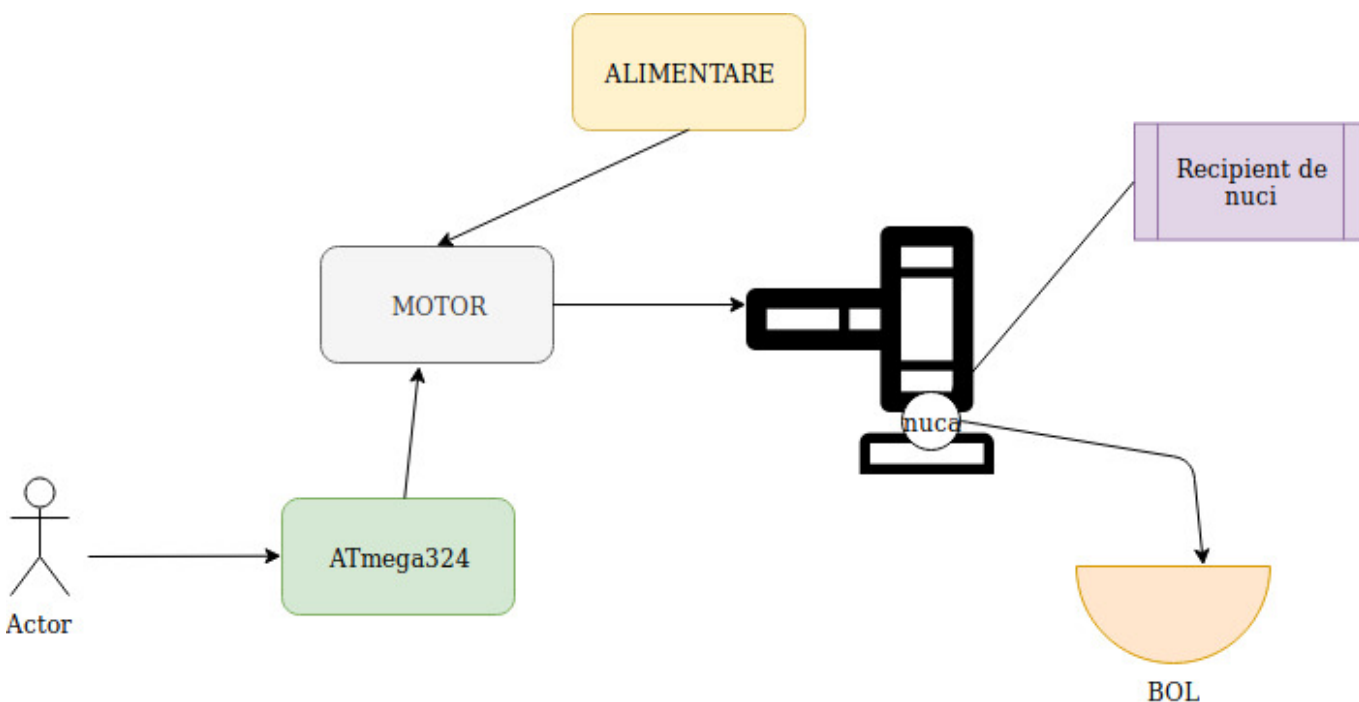 ALIMENTARE
Recipient de
nuci
MOTOR
nuca
ATmega324
Actor
BOL